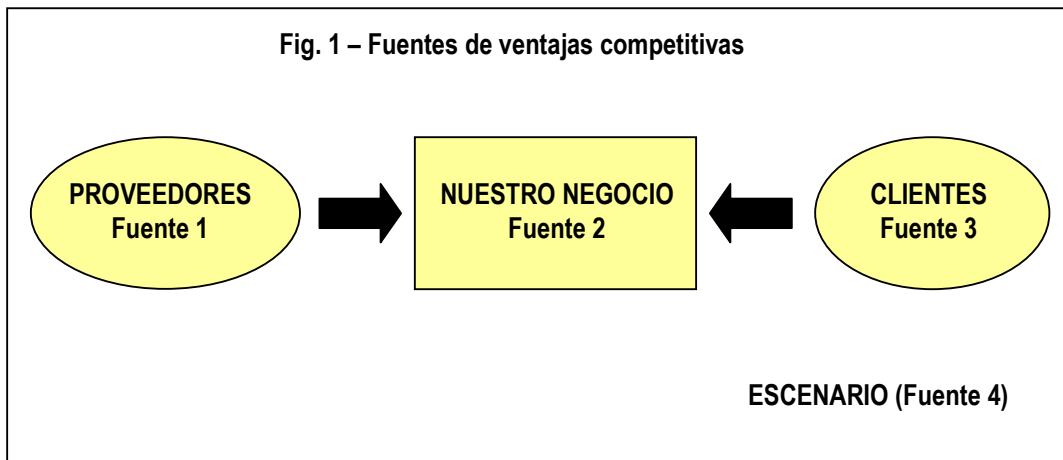 Fig. 1 – Fuentes de ventajas competitivas
PROVEEDORES
Fuente 1
NUESTRO NEGOCIO
Fuente 2
CLIENTES
Fuente 3
ESCENARIO (Fuente 4)